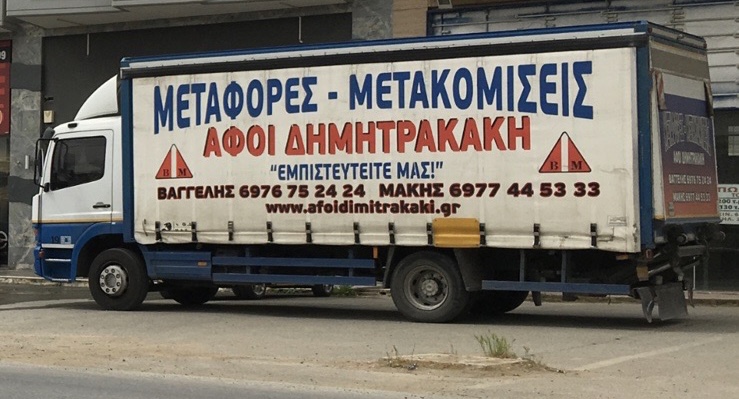 ΜΕΤΑΦΟΡΕΣ - ΜΕΤΑΚΟΜΙΣΕΙΣ
ΑΦΟΙ ΔΗΜΗΤΡΑΚΑΚΗ
"ΕΜΠΙΣΤΕΥΤΕΙΤΕ ΜΑΣ!"
B M
B M
ΒΑΓΓΕΛΗΣ 6976 75 24 24 ΜΑΚΗΣ 6977 44 53 33
www.afoidimitrakaki.gr